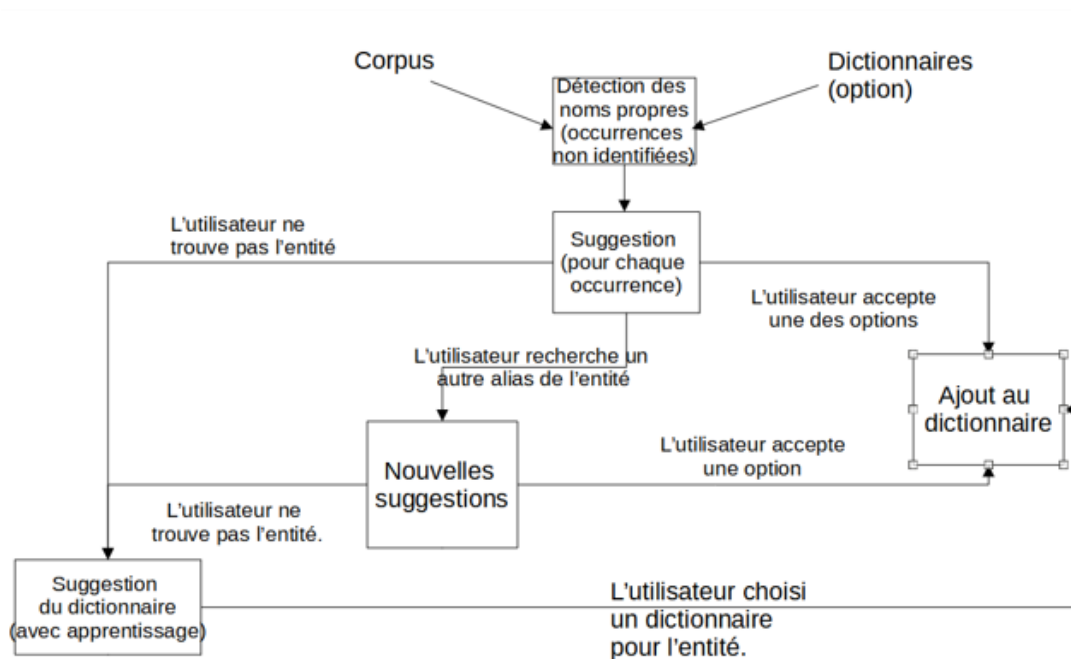 Corpus
Dictionnaires
(option)
Détection des
noms propres
(occurrences
non identifiées)
L'utilisateur ne
trouve pas l'entité
Suggestion
(pour chaque
occurrence)
L'utilisateur accepte
une des options
L'utilisateur recherche un
autre alias de l'entité
Ajout au
dictionnaire
Nouvelles
suggestions
L'utilisateur accepte
une option
L'utilisateur ne
trouve pas l'entité.
Suggestion
du dictionnaire
(avec apprentissage)
L'utilisateur choisi
un dictionnaire
pour l'entité.